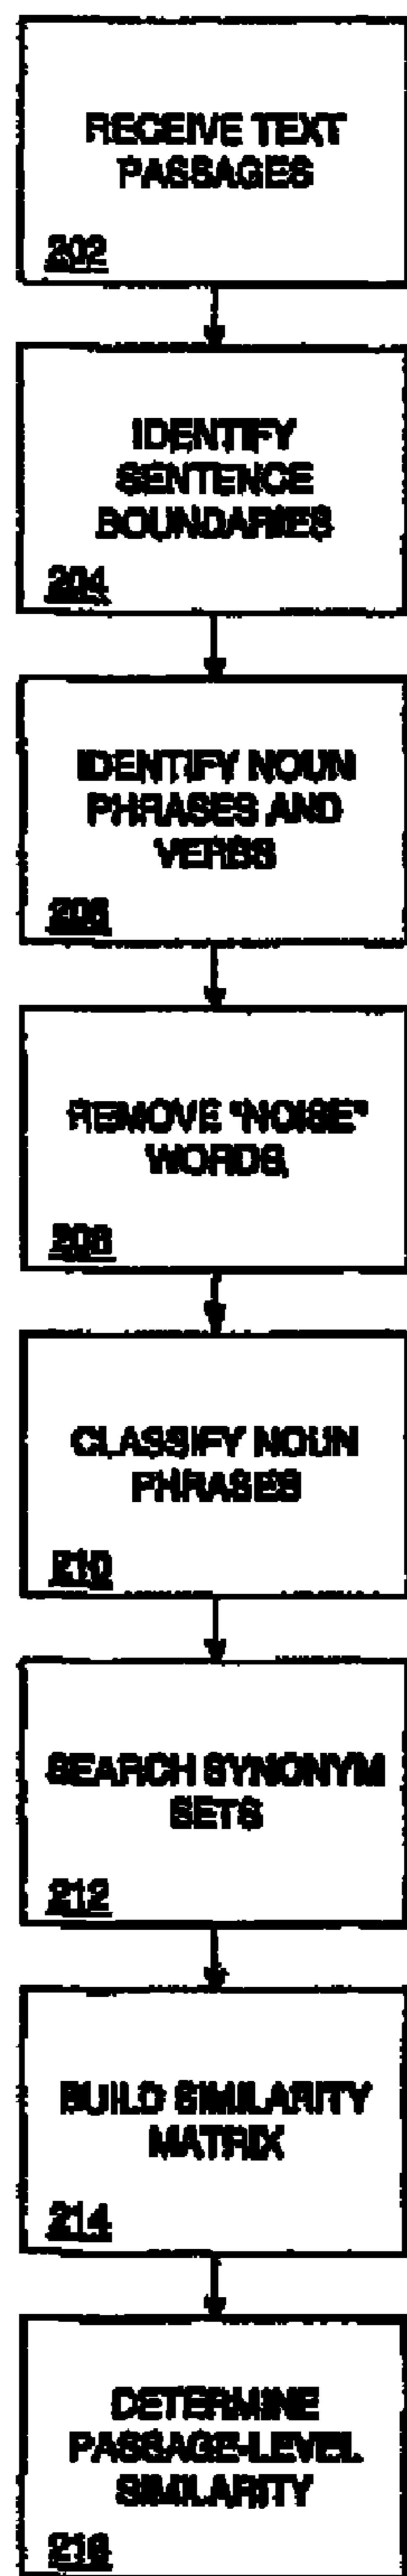 RECEIVE TEXT
PASSAGES
202
IDENTIFY
SENTENCE
BOUNDARIES
204
IDENTIFY NOUN
PHRASES AND
VERBS
206
REMOVE "NOISE"
WORDS,
208
CLASSIFY NOUN
PHRASES
210
SEARCH SYNONYM
SETS
212
BUILD SIMILARITY
MATRIX
214
DETERMINE
PASSAGE-LEVEL
SIMILARITY
216